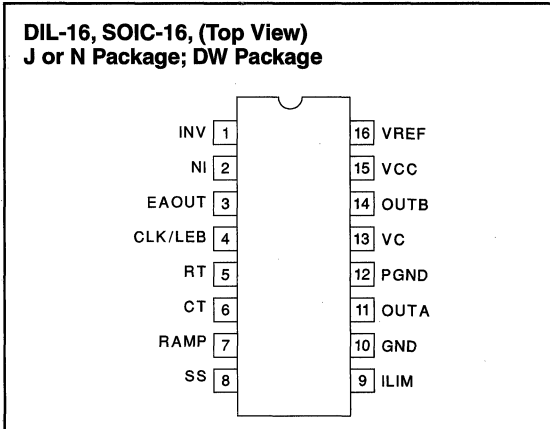 DIL-16, SOIC-16, (Top View)
J or N Package; DW Package
INV 1 16 VREF
NI 2 15 VCC
EAOUT 3 14 OUTB
CLK/LEB 4 13 VC
RT 5 12 PGND
CT 6 11 OUTA
RAMP 7 10 GND
SS 8 9 ILIM